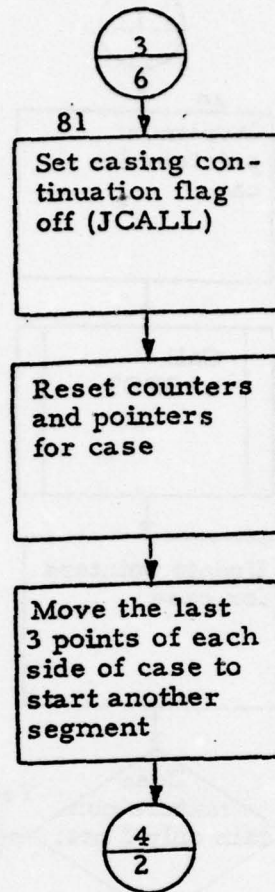 3
6
81
Set casing con-
tinuation flag
off (JCALL)
Reset counters
and pointers
for case
Move the last
3 points of each
side of case to
start another
segment
4
2